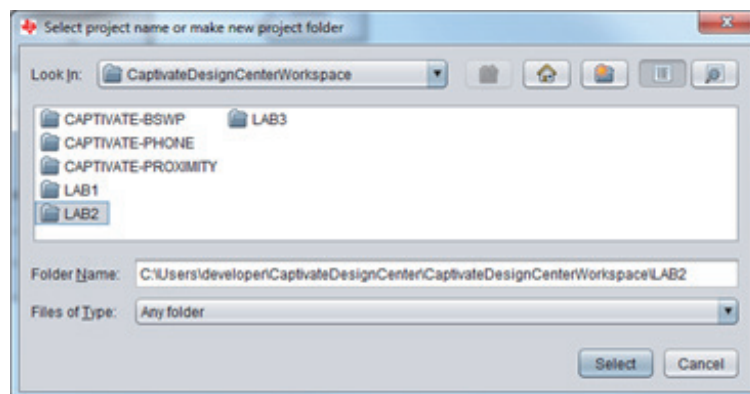 Select project name or make new project folder
Look In: CaptivateDesignCenterWorkspace
CAPTIVATE-BSWP LAB3
CAPTIVATE-PHONE
CAPTIVATE-PROXIMITY
LAB1
LAB2
Folder Name: C:\Users\developer\CaptivateDesignCenter\CaptivateDesignCenterWorkspace\LAB2
Files of Type: Any folder
Select Cancel